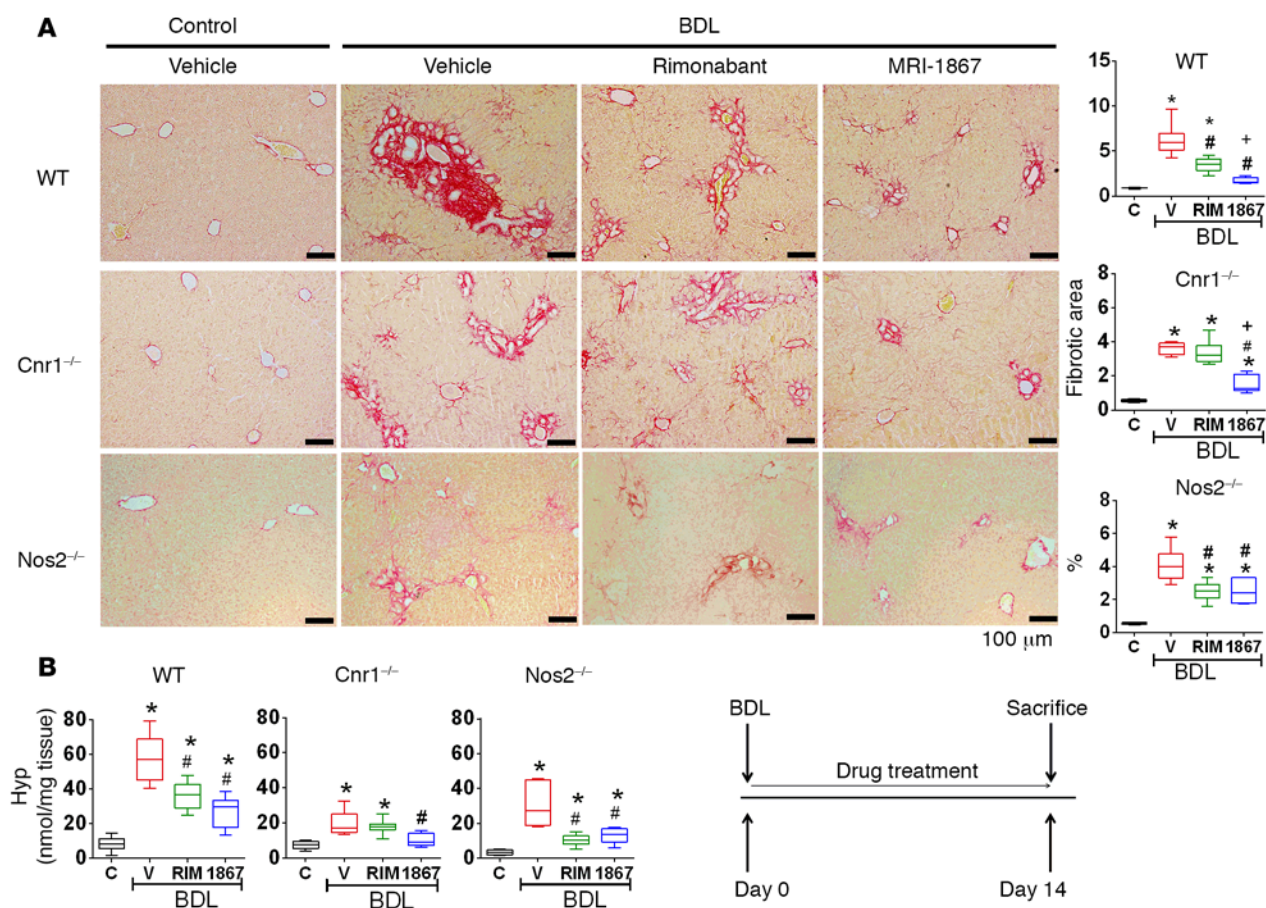 A
Control
BDL
Vehicle
Vehicle
Rimonabant
MRI-1867
WT
Cnr1−/−
Nos2−/−
100 μm
WT
15
10
5
0
C
V
RIM
1867
BDL
*
*
#
+
#
Fibrotic area
Cnr1−/−
8
6
4
2
0
C
V
RIM
1867
BDL
*
*
+
#
*
%
Nos2−/−
8
6
4
2
0
C
V
RIM
1867
BDL
*
#
*
#
*
B
Hyp
(nmol/mg tissue)
WT
80
60
40
20
0
C
V
RIM
1867
BDL
*
*
#
*
#
Cnr1−/−
80
60
40
20
0
C
V
RIM
1867
BDL
*
*
#
Nos2−/−
80
60
40
20
0
C
V
RIM
1867
BDL
*
*
#
*
#
BDL
Sacrifice
Drug treatment
Day 0
Day 14